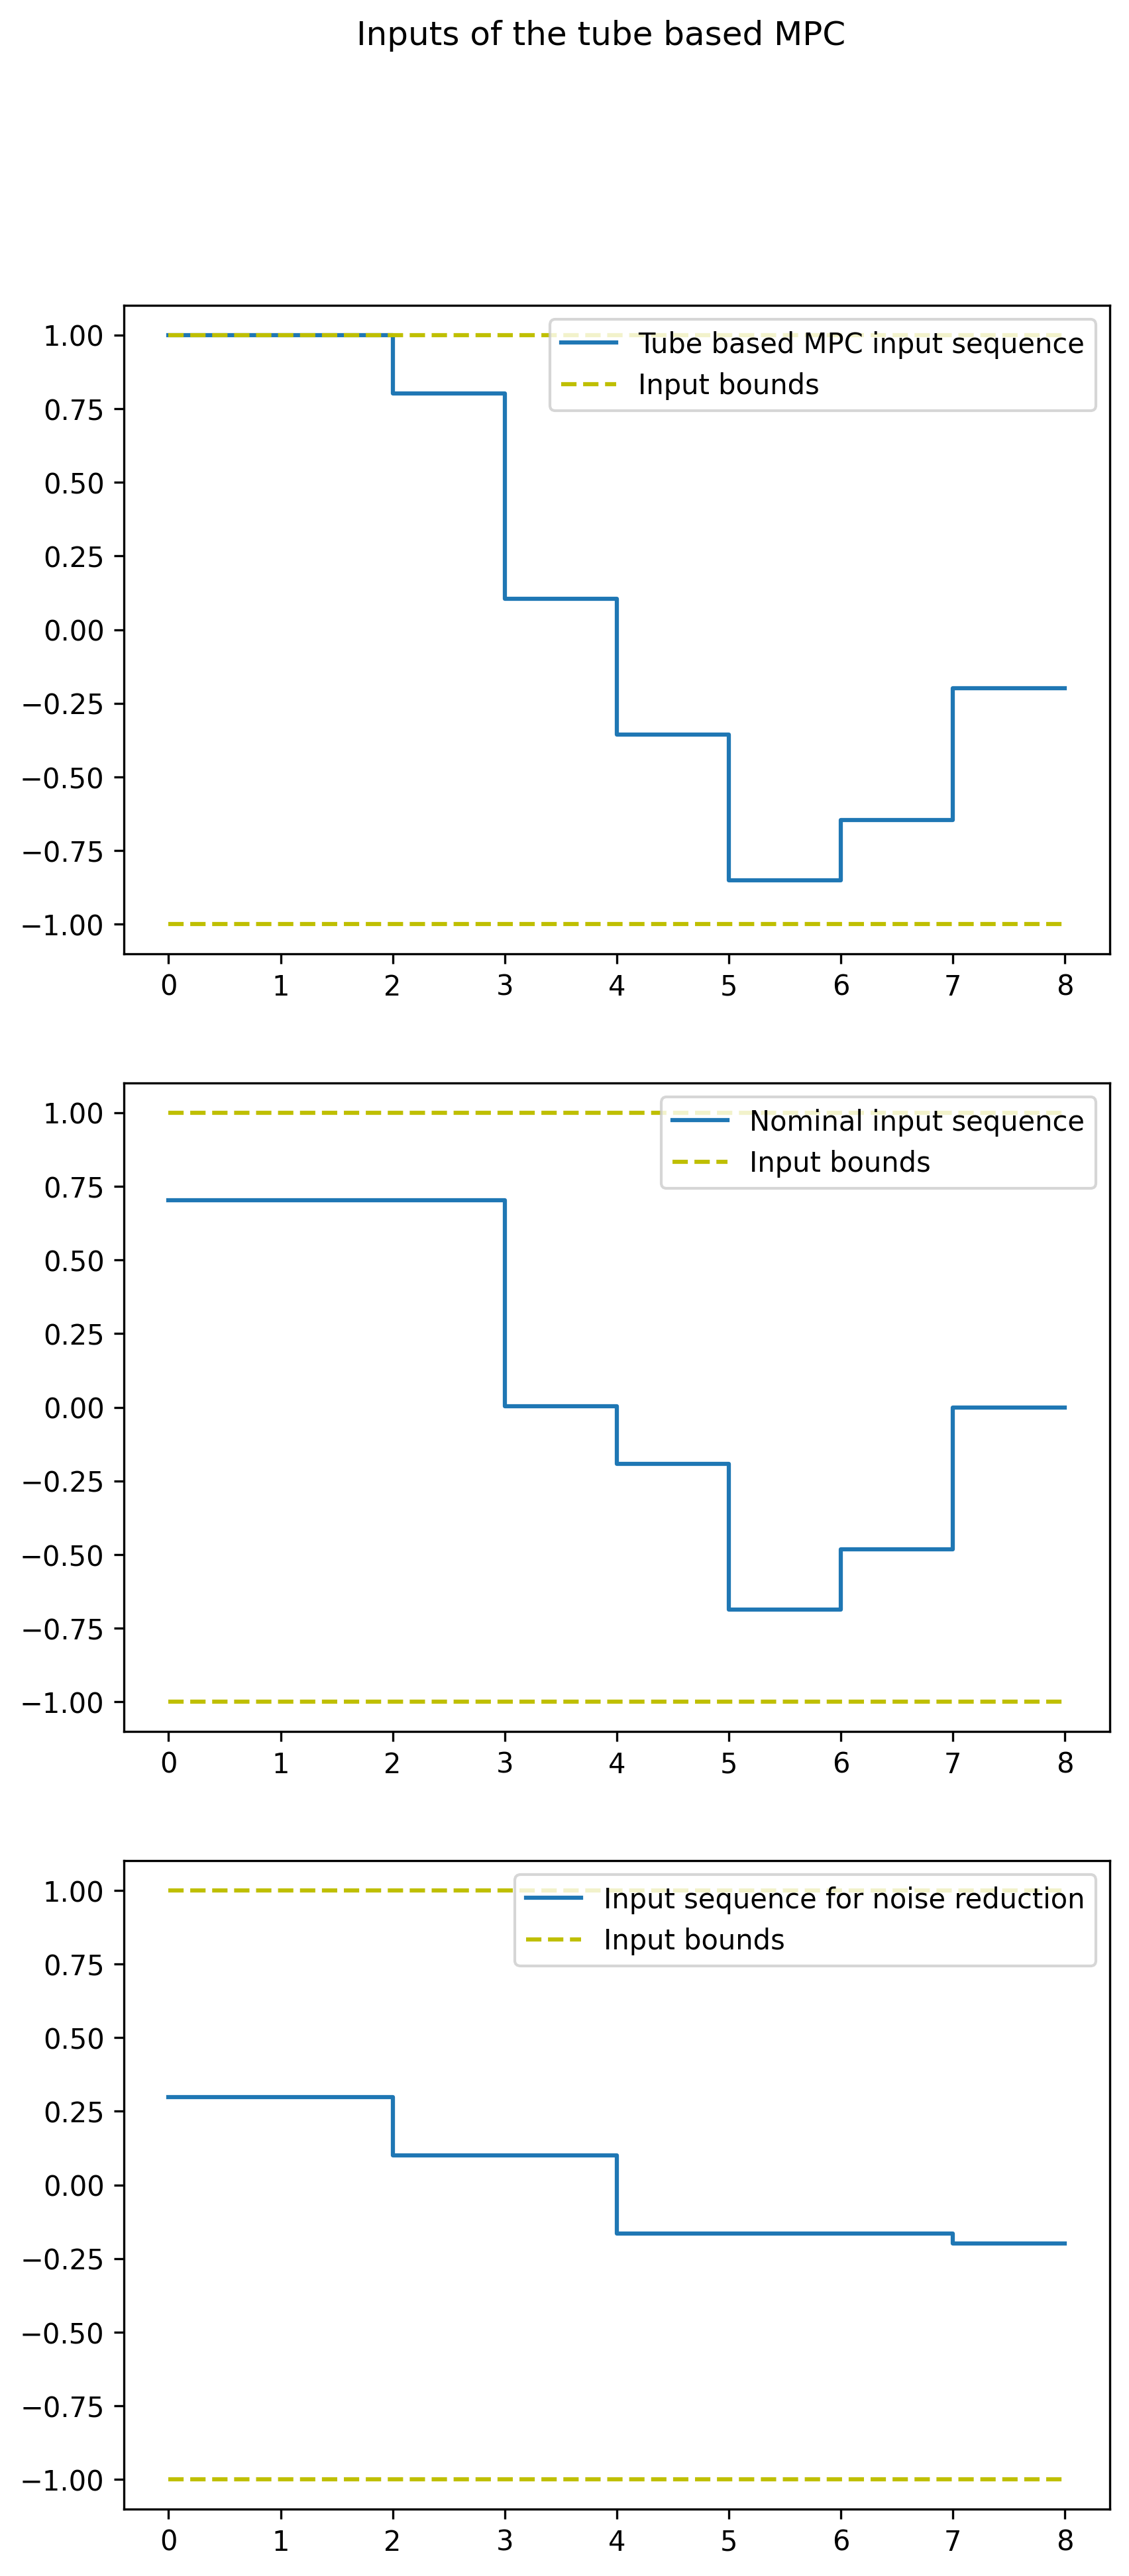 Inputs of the tube based MPC
1.00
0.75
0.50
0.25
0.00
−0.25
−0.50
−0.75
−1.00
Tube based MPC input sequence
Input bounds
0 1 2 3 4 5 6 7 8
1.00
0.75
0.50
0.25
0.00
−0.25
−0.50
−0.75
−1.00
Nominal input sequence
Input bounds
0 1 2 3 4 5 6 7 8
1.00
0.75
0.50
0.25
0.00
−0.25
−0.50
−0.75
−1.00
Input sequence for noise reduction
Input bounds
0 1 2 3 4 5 6 7 8